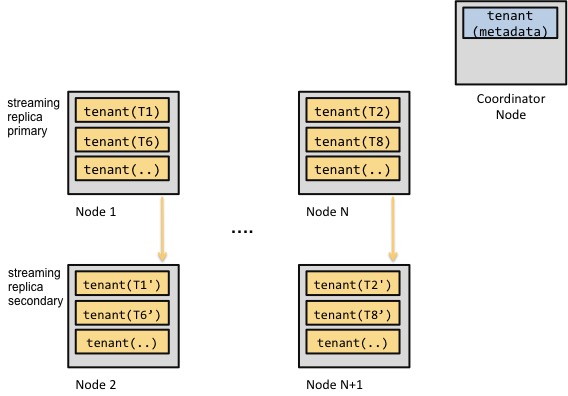 tenant
(metadata)
Coordinator
Node
streaming
replica
primary
tenant(T1)
tenant(T6)
tenant(..)
Node 1
tenant(T2)
tenant(T8)
tenant(..)
Node N
....
streaming
replica
secondary
tenant(T1')
tenant(T6’)
tenant(..)
Node 2
tenant(T2')
tenant(T8’)
tenant(..)
Node N+1